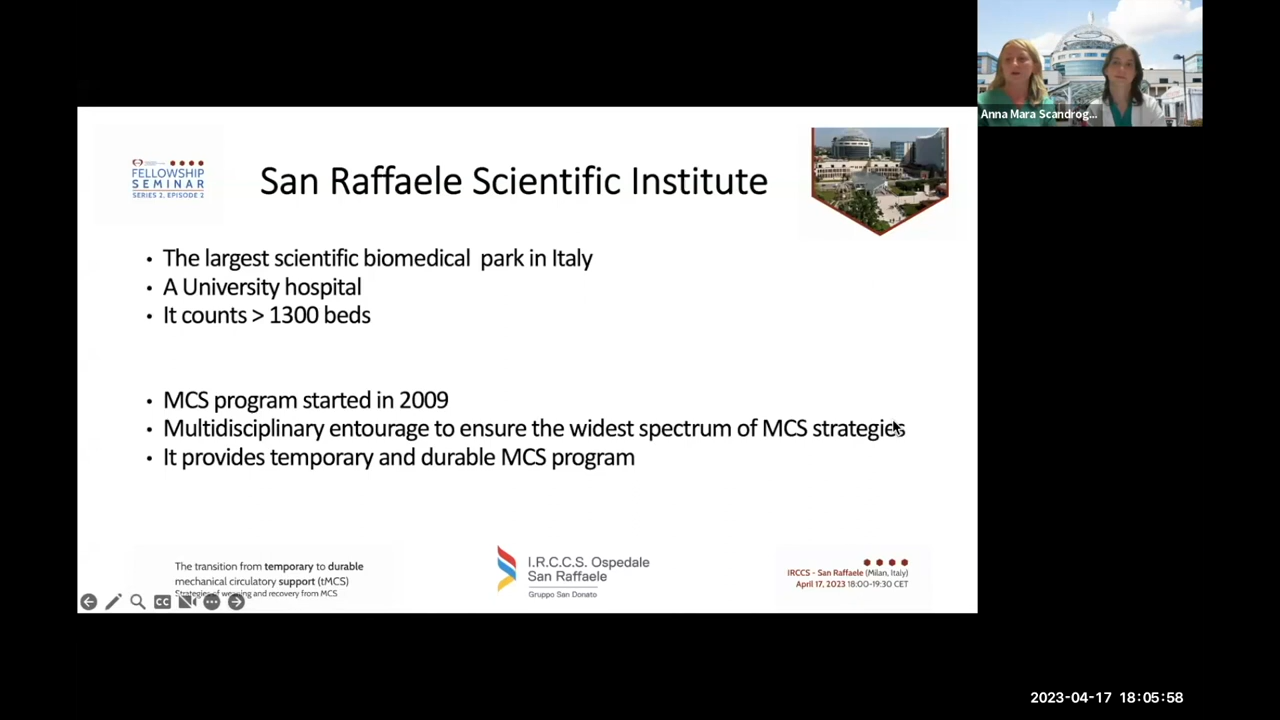 Anna Mara Scandrog...
FELLOWSHIP
SEMINAR
SERIES 2, EPISODE 2
San Raffaele Scientific Institute
• The largest scientific biomedical park in Italy
• A University hospital
• It counts > 1300 beds
• MCS program started in 2009
• Multidisciplinary entourage to ensure the widest spectrum of MCS strategies
• It provides temporary and durable MCS program
The transition from temporary to durable
mechanical circulatory support (tMCS)
Strategies of weaning and recovery from MCS
I.R.C.C.S. Ospedale
San Raffaele
Gruppo San Donato
IRCCS - San Raffaele (Milan, Italy)
April 17, 2023 18:00-19:30 CET
CC
2023-04-17 18:05:58